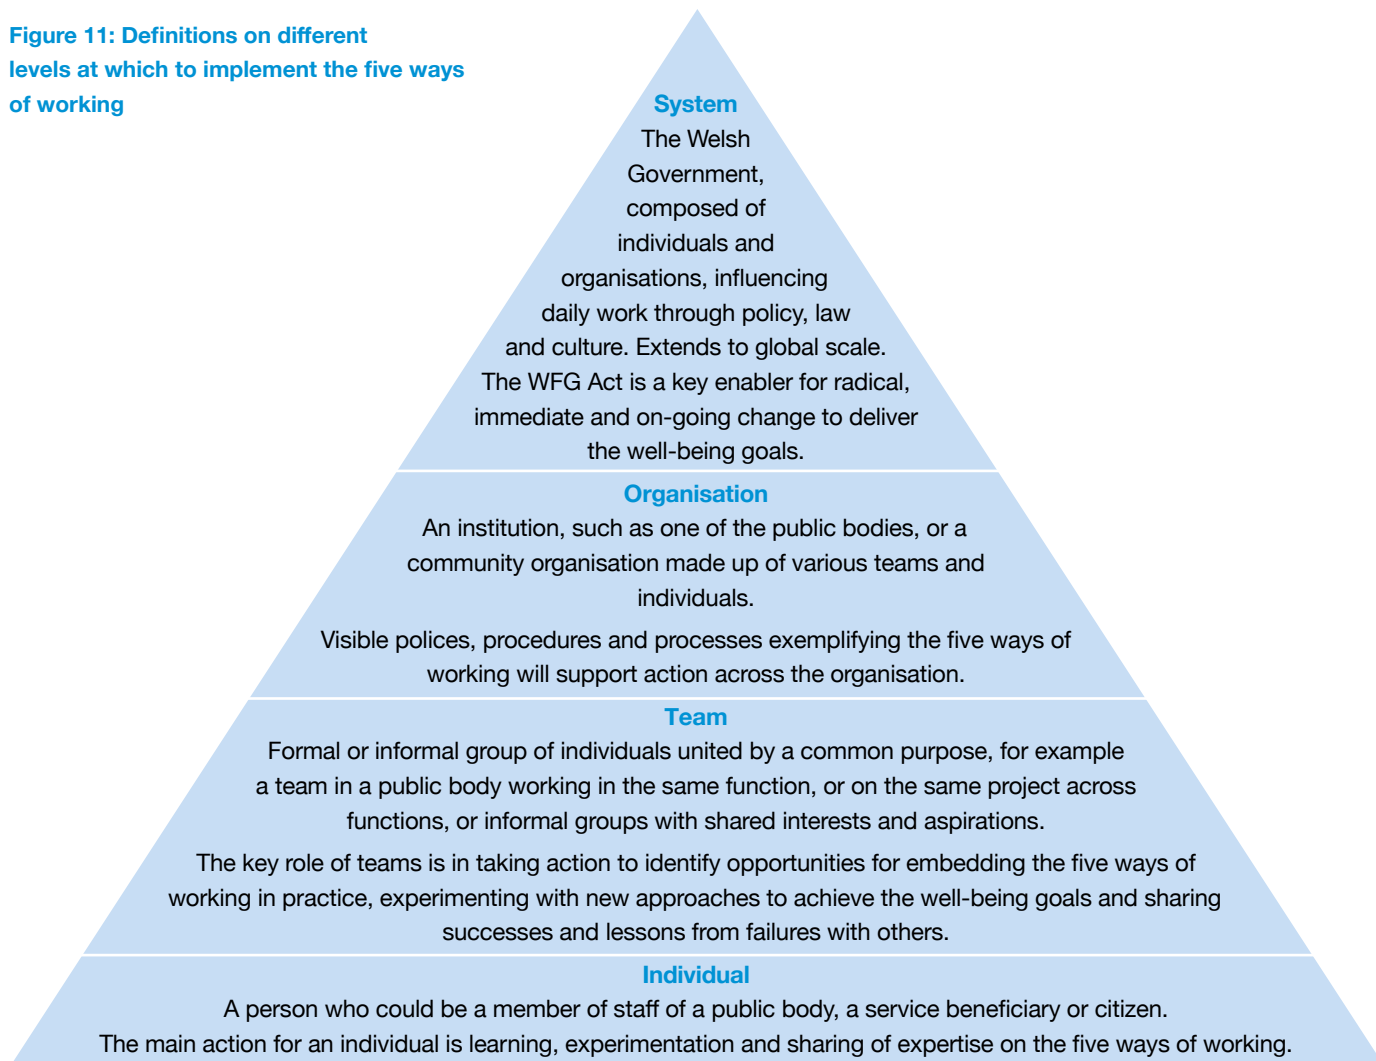 Figure 11: Definitions on different
levels at which to implement the five ways
of working
System
The Welsh
Government,
composed of
individuals and
organisations, influencing
daily work through policy, law
and culture. Extends to global scale.
The WFG Act is a key enabler for radical,
immediate and on-going change to deliver
the well-being goals.
Organisation
An institution, such as one of the public bodies, or a
community organisation made up of various teams and
individuals.
Visible polices, procedures and processes exemplifying the five ways of
working will support action across the organisation.
Team
Formal or informal group of individuals united by a common purpose, for example
a team in a public body working in the same function, or on the same project across
functions, or informal groups with shared interests and aspirations.
The key role of teams is in taking action to identify opportunities for embedding the five ways of
working in practice, experimenting with new approaches to achieve the well-being goals and sharing
successes and lessons from failures with others.
Individual
A person who could be a member of staff of a public body, a service beneficiary or citizen.
The main action for an individual is learning, experimentation and sharing of expertise on the five ways of working.